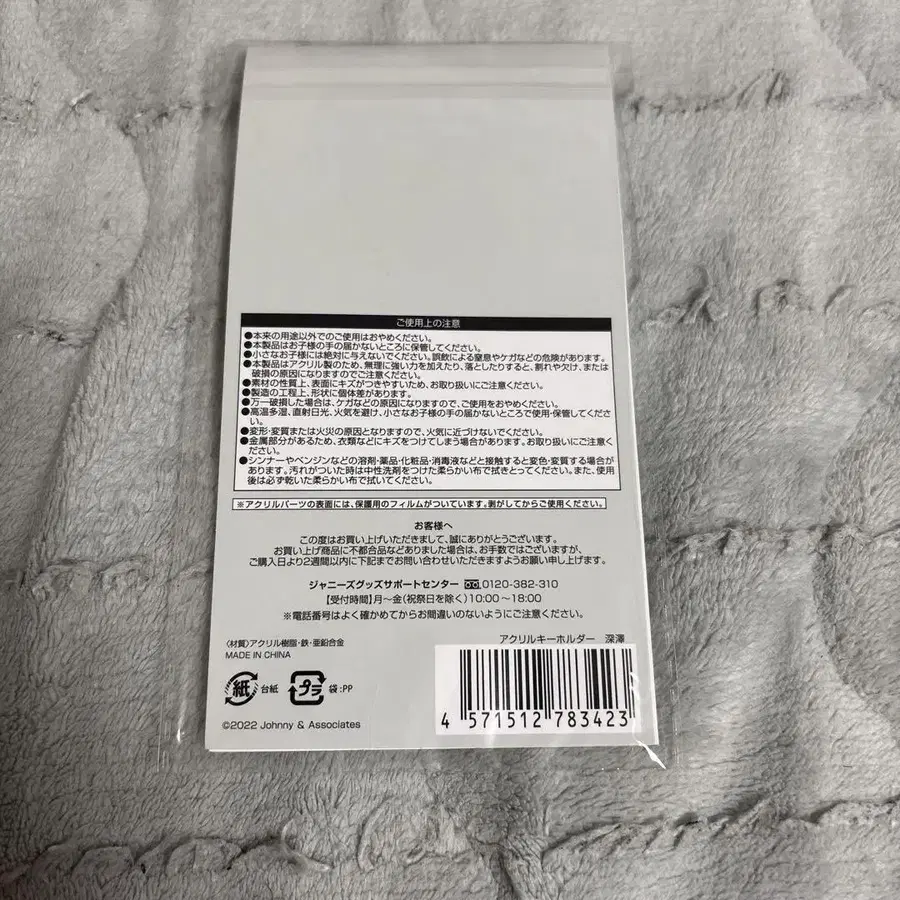 ご使用上の注意
●本来の用途以外でのご使用はおやめください。
●本製品はお子様の手の届かないところに保管してください。
●小さなお子様には絶対に与えないでください。誤飲による窒息やケガなどの危険があります。
●本製品はアクリル製のため、無理に強い力を加えたり、落としたりすると、割れや欠け、または
破損の原因になりますのでご注意ください。
●素材の性質上、表面にキズがつきやすいため、お取り扱いにご注意ください。
●製造の工程上、形状に個体差があります。
●万一破損した場合は、ケガなどの原因になりますので、ご使用をおやめください。
●高温多湿、直射日光、火気を避け、小さなお子様の手の届かないところで使用・保管してくださ
い。
●変形・変質または火災の原因となりますので、火気に近づけないでください。
●金属部分があるため、衣類などにキズをつけてしまう場合があります。お取り扱いにご注意くだ
さい。
●シンナーやベンジンなどの溶剤・薬品・化粧品・消毒液などと接触すると変色・変質する場合が
あります。汚れがついた時は中性洗剤をつけた柔らかい布で拭きとってください。また、使用
後は必ず乾いた柔らかい布で拭いてください。
※アクリルパーツの表面には、保護用のフィルムがついています。剥がしてからご使用ください。
お客様へ
この度はお買い上げいただきまして、誠にありがとうございます。
お買い上げ商品に不都合品などありました場合は、お手数ではございますが、
ご購入日より2週間以内に下記までお問い合わせいただきますようお願い申し上げます。
ジャニーズグッズサポートセンター 0120-382-310
【受付時間】月〜金(祝祭日を除く)10:00〜18:00
※電話番号はよく確かめてからお間違いのないようにご注意ください。
アクリルキーホルダー 深澤
〈材質〉アクリル樹脂・鉄・亜鉛合金
MADE IN CHINA
紙 台紙 プラ 袋:PP
©2022 Johnny & Associates
4 571512 783423